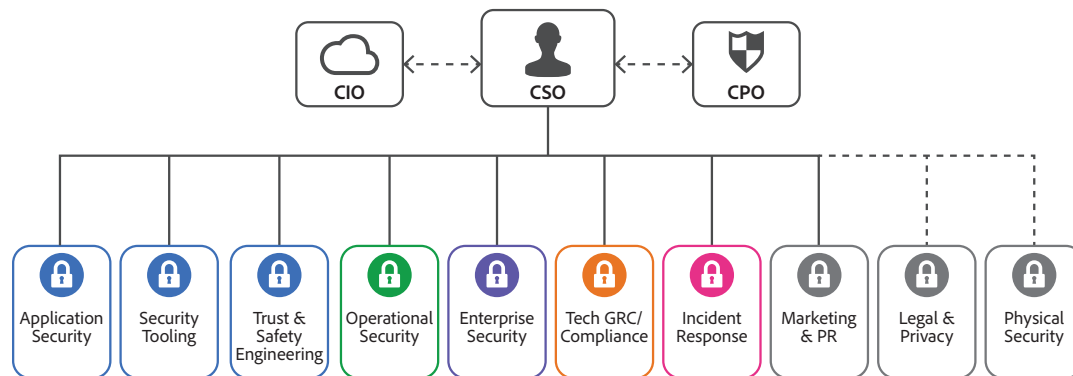 CIO
CSO
CPO
Application
Security
Security
Tooling
Trust &
Safety
Engineering
Operational
Security
Enterprise
Security
Tech GRC/
Compliance
Incident
Response
Marketing
& PR
Legal &
Privacy
Physical
Security